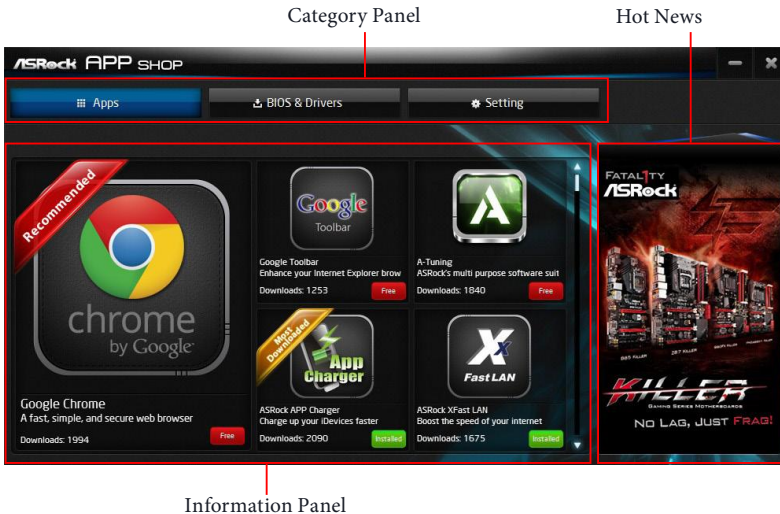 Category Panel
Hot News
ASRock APP SHOP
Apps
BIOS & Drivers
Setting
Recommended
chrome
by Google
Google Chrome
A fast, simple, and secure web browser
Downloads: 1994
Free
Google
Toolbar
Google Toolbar
Enhance your Internet Explorer brow
Downloads: 1253
Free
A-Tuning
ASRock's multi purpose software suit
Downloads: 1840
Free
Most
Downloaded
App
Charger
ASRock APP Charger
Charge up your iDevices faster
Downloads: 2090
Installed
Fast LAN
ASRock XFast LAN
Boost the speed of your internet
Downloads: 1675
Installed
FATAL1TY
ASRock
KILLER
GAMING SERIES MOTHERBOARDS
NO LAG, JUST FRAG!
Information Panel